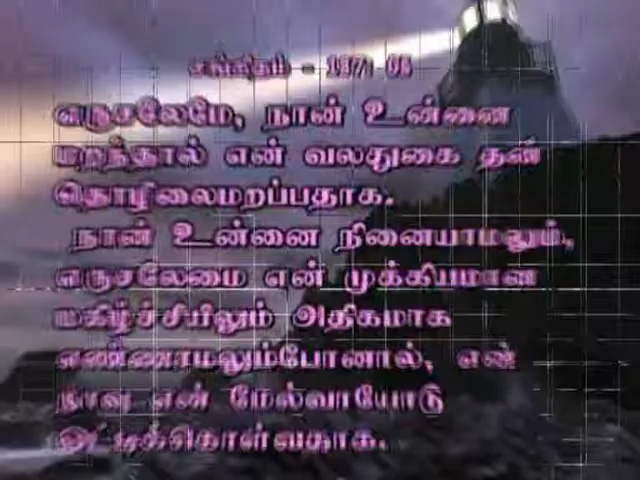 சங்கீதம் - 137: 05
எருசலேமே, நான் உன்னை
மறந்தால் என் வலதுகை தன்
தொழிலைமறப்பதாக.
நான் உன்னை நினையாமலும்,
எருசலேமை என் முக்கியமான
மகிழ்ச்சியிலும் அதிகமாக
எண்ணாமலும்போனால், என்
நாவு என் மேல்வாயோடு
ஒட்டிக்கொள்வதாக.